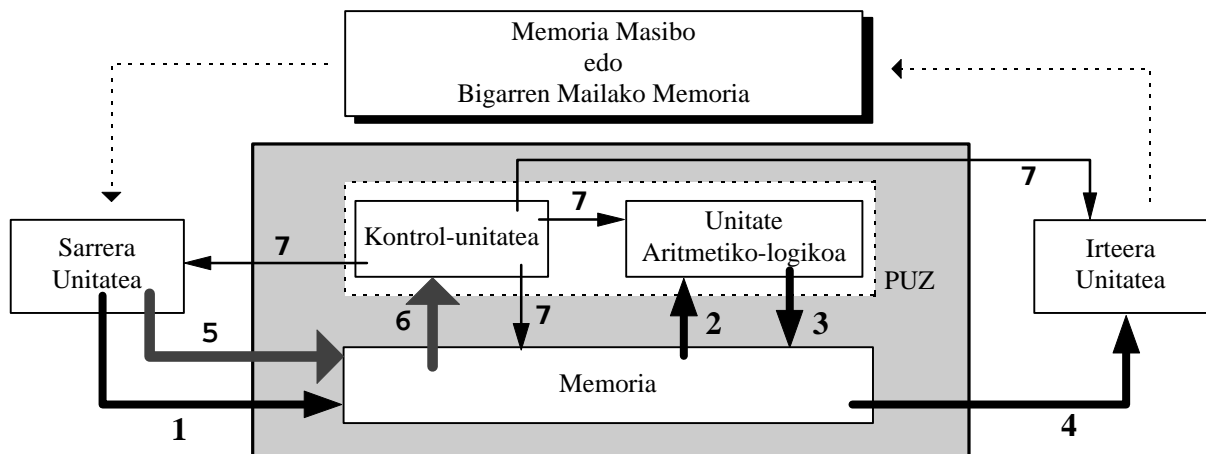 Memoria Masibo
edo
Bigarren Mailako Memoria
7
7
Kontrol-unitatea
Unitate
Aritmetiko-logikoa
Sarrera
Unitatea
7
Irteera
Unitatea
PUZ
5
6
7
2
3
Memoria
1
4